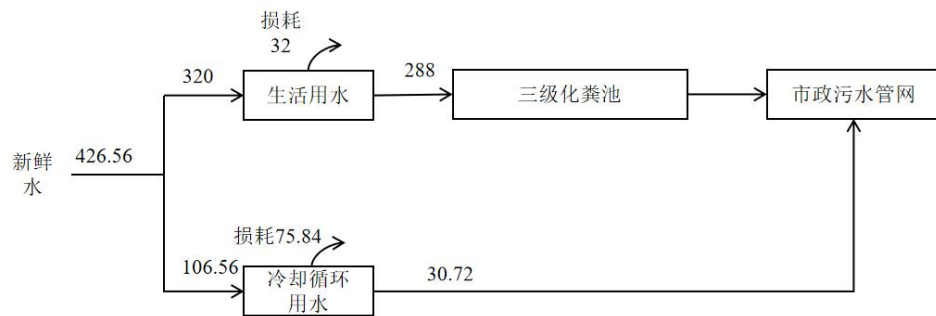 损耗
32
320
生活用水
288
三级化粪池
市政污水管网
新鲜
水
426.56
损耗75.84
106.56
冷却循环
用水
30.72